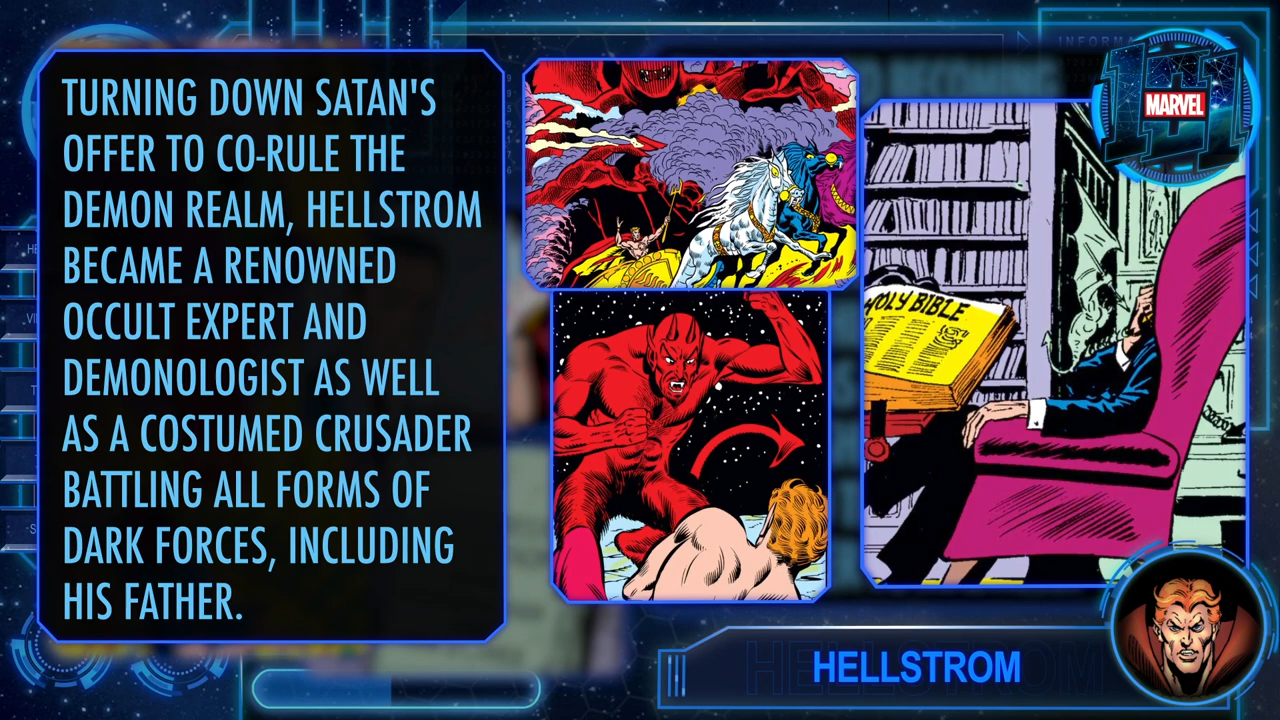 TURNING DOWN SATAN'S
OFFER TO CO-RULE THE
DEMON REALM, HELLSTROM
BECAME A RENOWNED
OCCULT EXPERT AND
DEMONOLOGIST AS WELL
AS A COSTUMED CRUSADER
BATTLING ALL FORMS OF
DARK FORCES, INCLUDING
HIS FATHER.
MARVEL
HOLY BIBLE
HELLSTROM